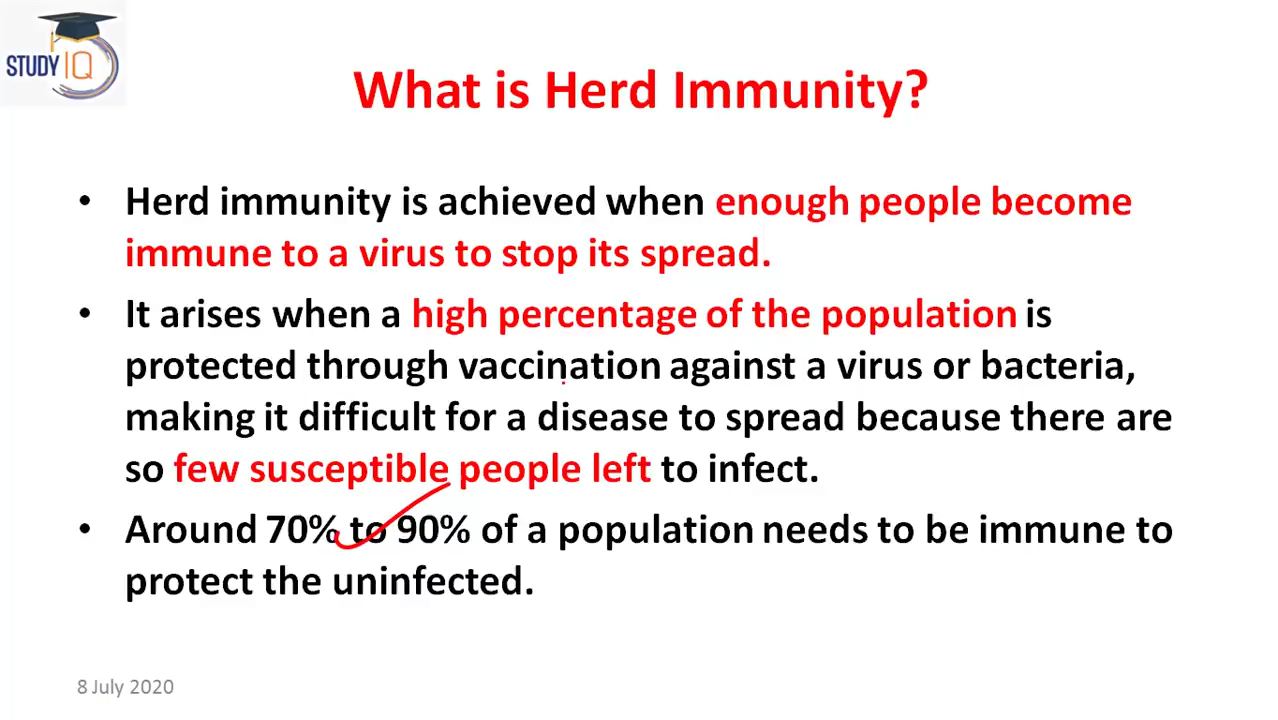 STUDY IQ
What is Herd Immunity?
• Herd immunity is achieved when enough people become
immune to a virus to stop its spread.
• It arises when a high percentage of the population is
protected through vaccination against a virus or bacteria,
making it difficult for a disease to spread because there are
so few susceptible people left to infect.
• Around 70% to 90% of a population needs to be immune to
protect the uninfected.
8 July 2020